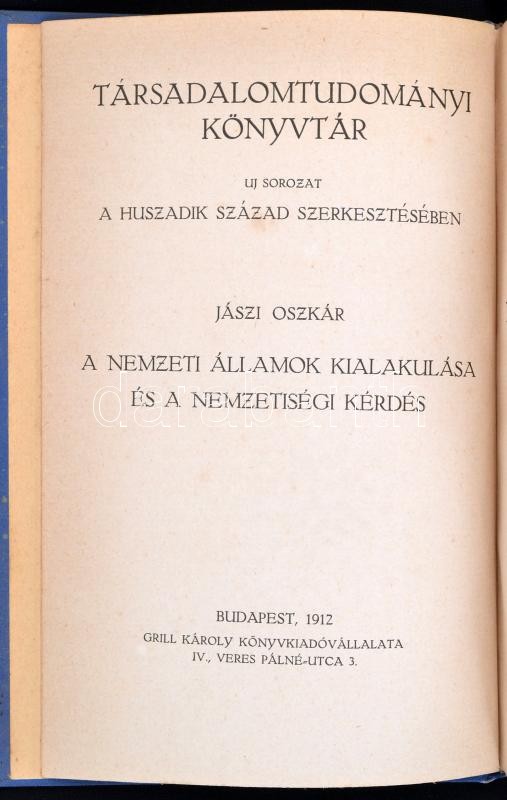 TÁRSADALOMTUDOMÁNYI
KÖNYVTÁR
UJ SOROZAT
A HUSZADIK SZÁZAD SZERKESZTÉSÉBEN
JÁSZI OSZKÁR
A NEMZETI ÁLLAMOK KIALAKULÁSA
darabanth
ÉS A NEMZETISÉGI KÉRDÉS
BUDAPEST, 1912
GRILL KÁROLY KÖNYVKIADÓVÁLLALATA
IV., VERES PÁLNÉ-UTCA 3.